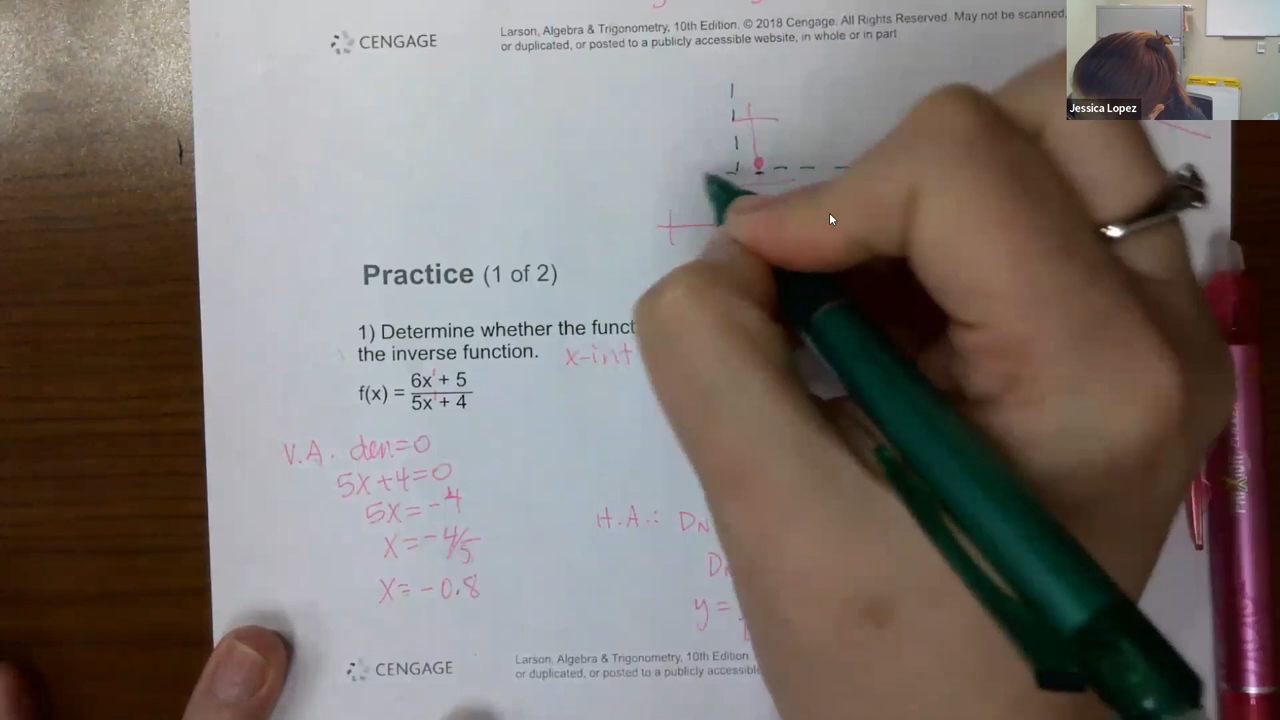 CENGAGE
Larson, Algebra & Trigonometry, 10th Edition. © 2018 Cengage. All Rights Reserved. May not be scanned,
or duplicated, or posted to a publicly accessible website, in whole or in part
Jessica Lopez
Practice (1 of 2)
1) Determine whether the funct
the inverse function. x-int
f(x) = 6x + 5
5x + 4
V.A. den=0
5x+4=0
5x=-4
x=-4/5
x=-0.8
H.A.: DN
y=
CENGAGE
Larson, Algebra & Trigonometry, 10th Edition
or duplicated, or posted to a publicly accessibl